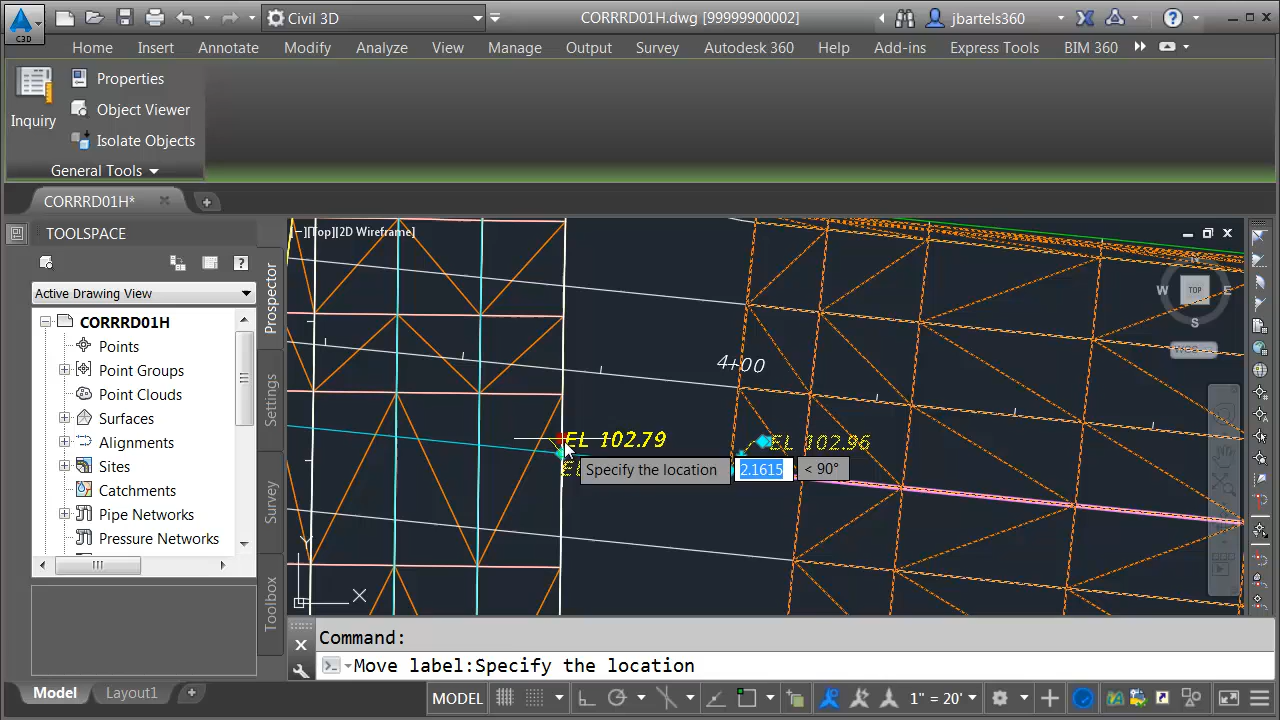 Civil 3D
CORRRD01H.dwg [99999900002]
jbartels360
C3D
Home Insert Annotate Modify Analyze View Manage Output Survey Autodesk 360 Help Add-ins Express Tools BIM 360
Properties
Object Viewer
Inquiry
Isolate Objects
General Tools
CORRRD01H*
TOOLSPACE
Active Drawing View
CORRRD01H
Points
Point Groups
Point Clouds
Surfaces
Alignments
Sites
Catchments
Pipe Networks
Pressure Networks
Prospector
Settings
Survey
Toolbox
[Top][2D Wireframe]
N
W TOP E
S
4+00
EL 102.79
EL 102.96
Specify the location 2.1615 < 90°
Y
X
Command:
Move label:Specify the location
Model Layout1
MODEL
1" = 20'